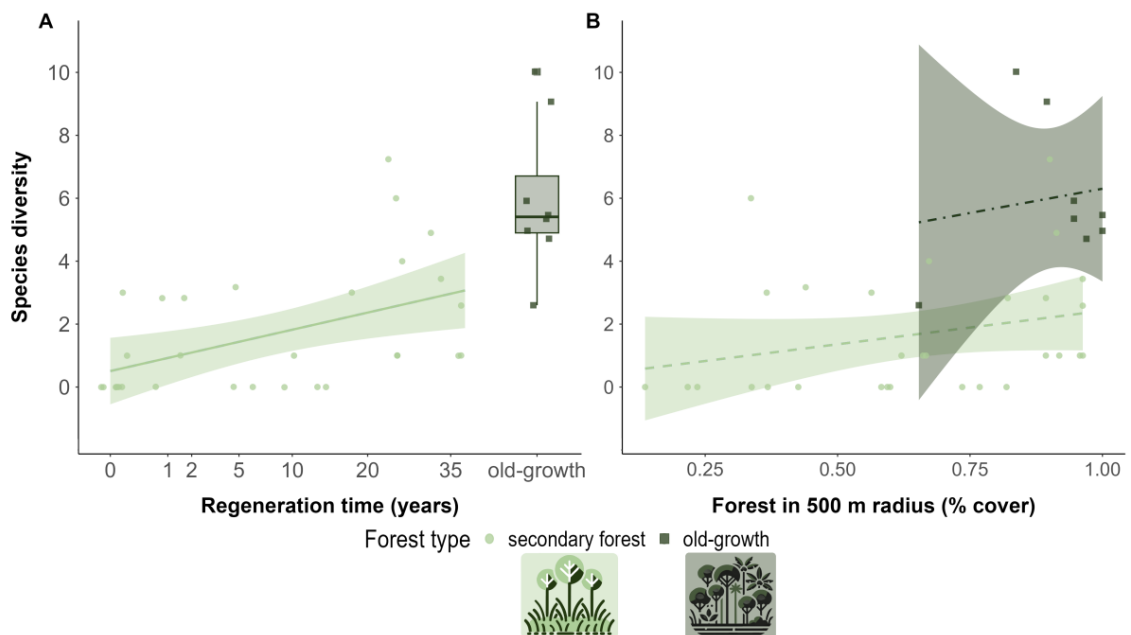 A
B
Species diversity
10
8
6
4
2
0
0 1 2 5 10 20 35 old-growth
Regeneration time (years)
10
8
6
4
2
0
0.25 0.50 0.75 1.00
Forest in 500 m radius (% cover)
Forest type secondary forest old-growth